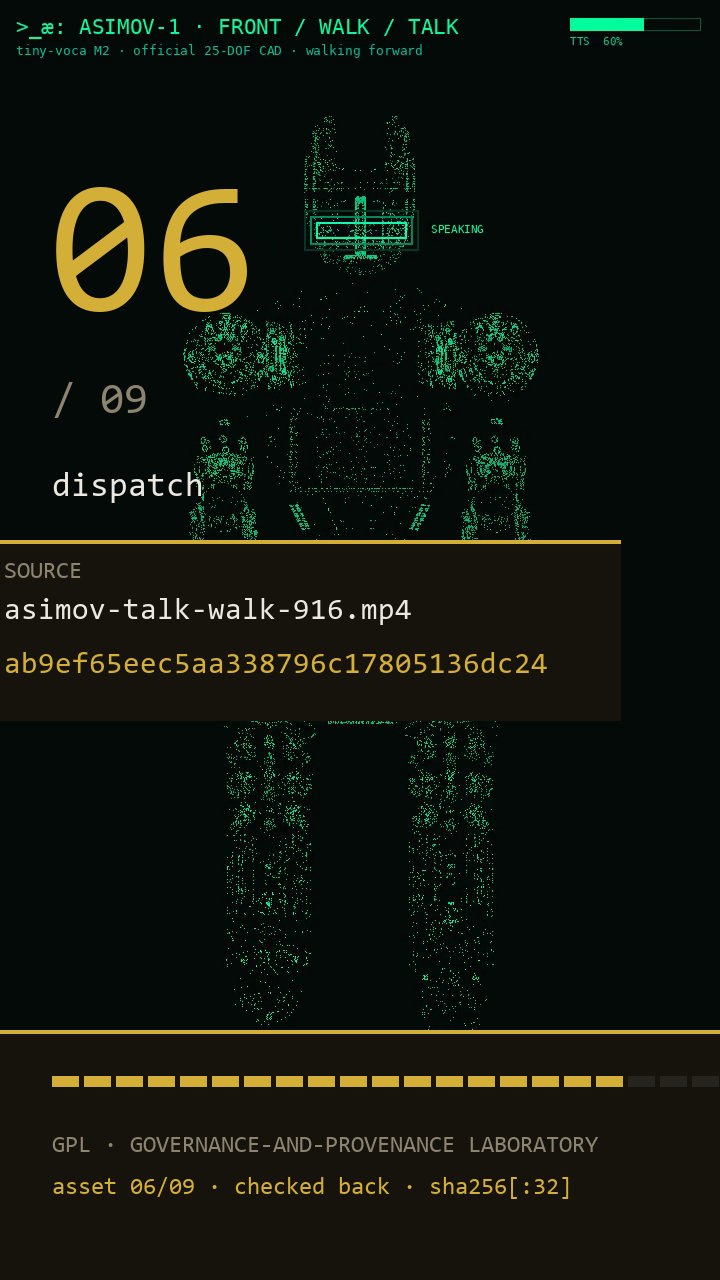 >_æ: ASIMOV-1 · FRONT / WALK / TALK
tiny-voca M2 · official 25-DOF CAD · walking forward
TTS 60%
SPEAKING
06
/ 09
dispatch
SOURCE
asimov-talk-walk-916.mp4
ab9ef65eec5aa338796c17805136dc24
GPL · GOVERNANCE-AND-PROVENANCE LABORATORY
asset 06/09 · checked back · sha256[:32]